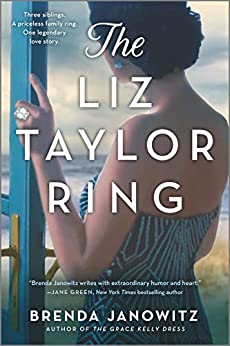 Three siblings.
A priceless family ring.
One legendary
love story.
The
LIZ
TAYLOR
RING
"Brenda Janowitz writes with extraordinary humor and heart."
—JANE GREEN, New York Times bestselling author
BRENDA JANOWITZ
AUTHOR OF THE GRACE KELLY DRESS